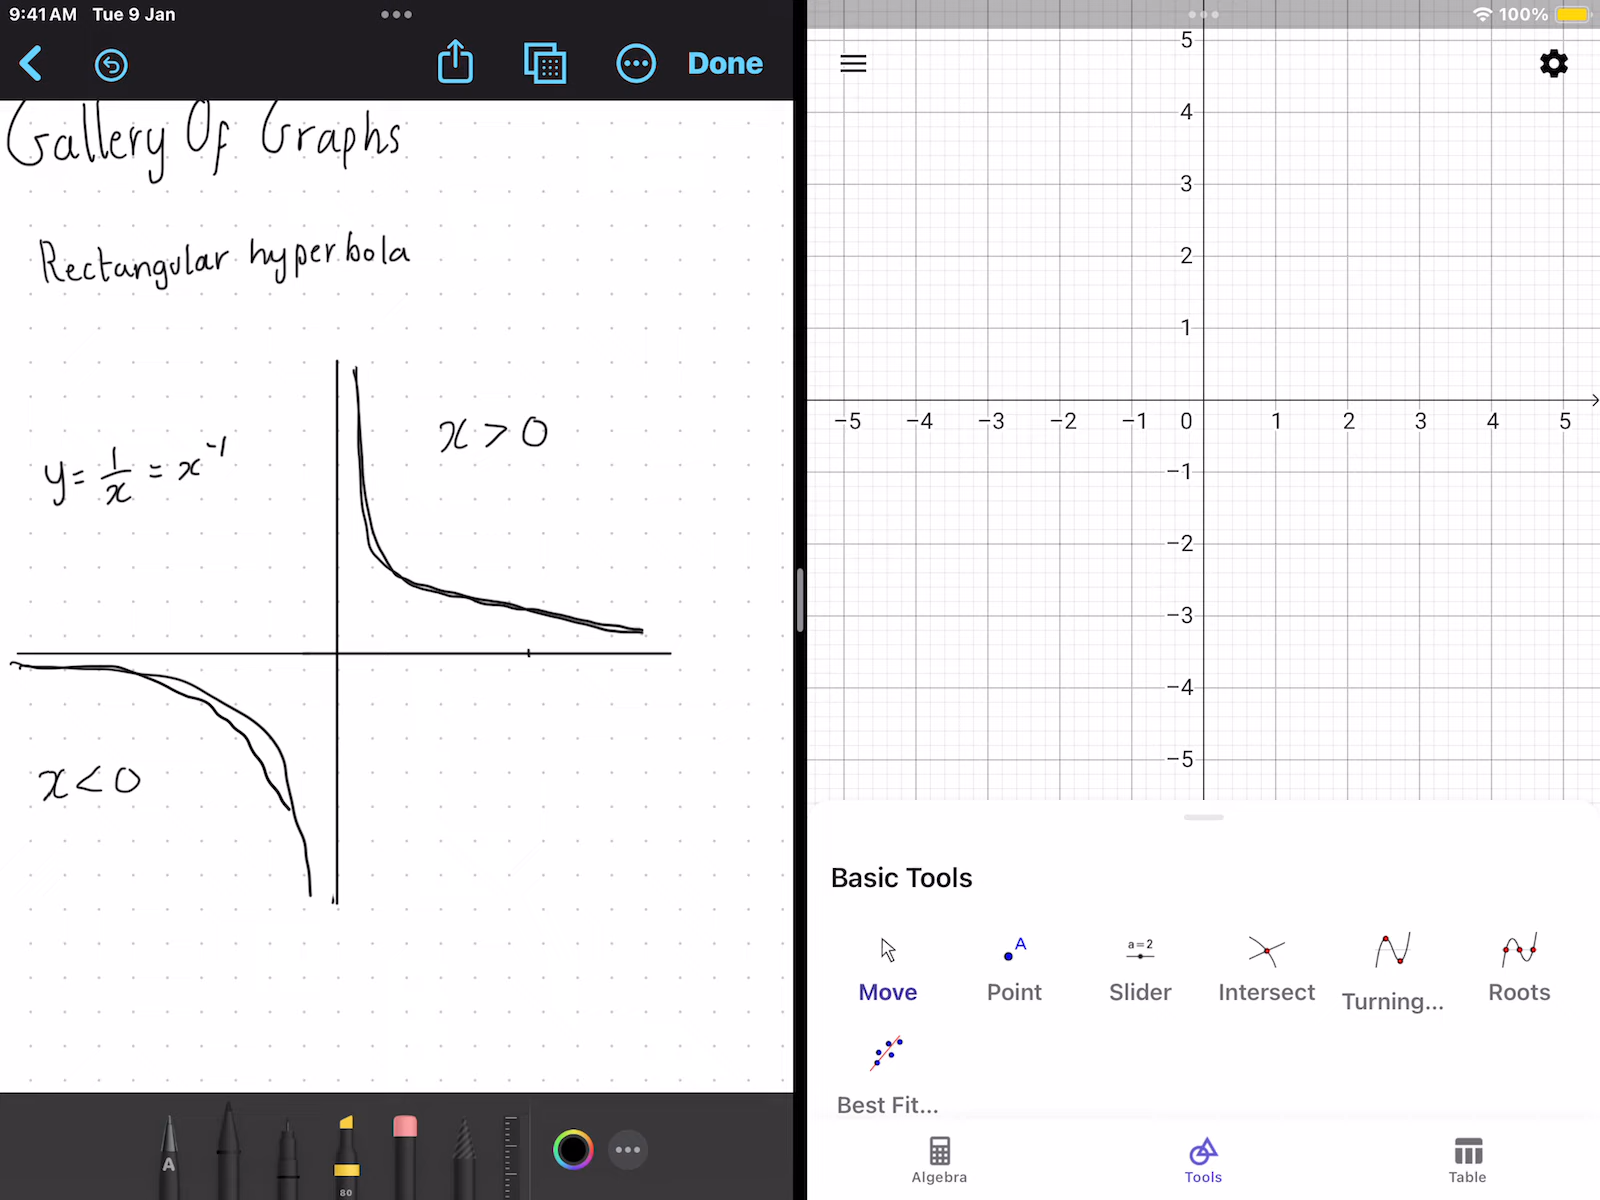 9:41 AM Tue 9 Jan
100%
Done
Gallery Of Graphs
Rectangular hyperbola
x > 0
y = 1/x = x⁻¹
x < 0
A
80
5
4
3
2
1
−5 −4 −3 −2 −1 0 1 2 3 4 5
−1
−2
−3
−4
−5
Basic Tools
A
a = 2
Move Point Slider Intersect Turning... Roots
Best Fit...
Algebra Tools Table